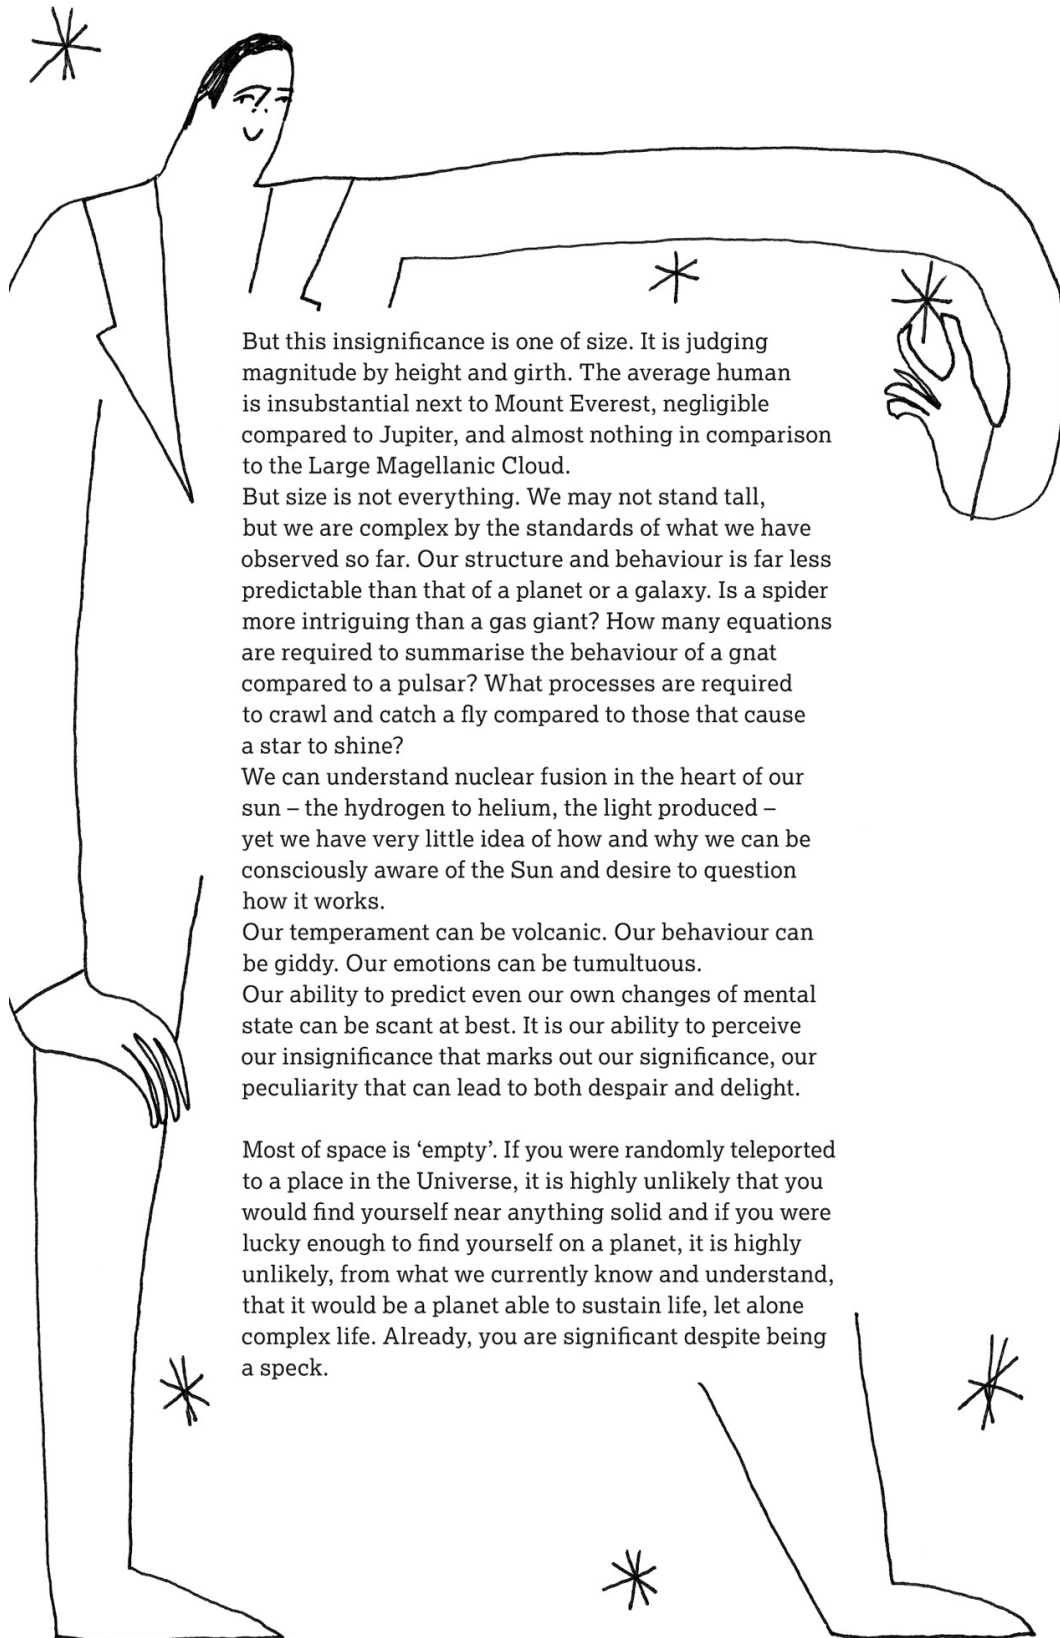 But this insignificance is one of size. It is judging
magnitude by height and girth. The average human
is insubstantial next to Mount Everest, negligible
compared to Jupiter, and almost nothing in comparison
to the Large Magellanic Cloud.
But size is not everything. We may not stand tall,
but we are complex by the standards of what we have
observed so far. Our structure and behaviour is far less
predictable than that of a planet or a galaxy. Is a spider
more intriguing than a gas giant? How many equations
are required to summarise the behaviour of a gnat
compared to a pulsar? What processes are required
to crawl and catch a fly compared to those that cause
a star to shine?
We can understand nuclear fusion in the heart of our
sun – the hydrogen to helium, the light produced –
yet we have very little idea of how and why we can be
consciously aware of the Sun and desire to question
how it works.
Our temperament can be volcanic. Our behaviour can
be giddy. Our emotions can be tumultuous.
Our ability to predict even our own changes of mental
state can be scant at best. It is our ability to perceive
our insignificance that marks out our significance, our
peculiarity that can lead to both despair and delight.
Most of space is ‘empty’. If you were randomly teleported
to a place in the Universe, it is highly unlikely that you
would find yourself near anything solid and if you were
lucky enough to find yourself on a planet, it is highly
unlikely, from what we currently know and understand,
that it would be a planet able to sustain life, let alone
complex life. Already, you are significant despite being
a speck.